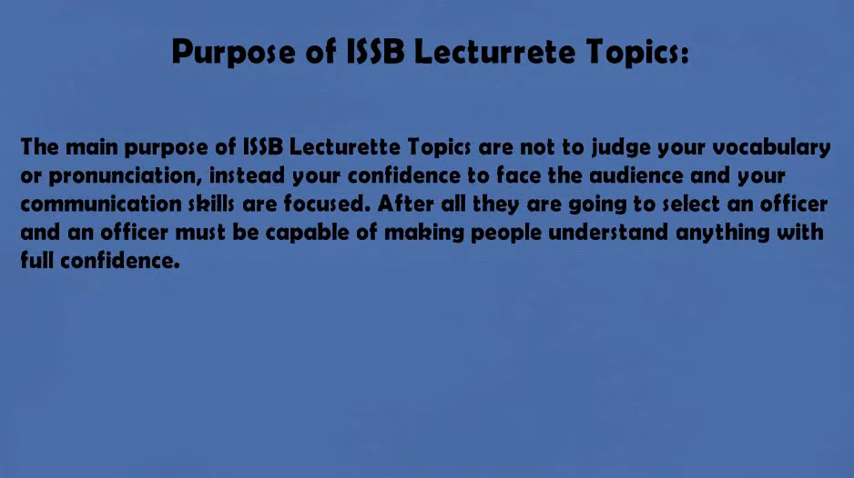 Purpose of ISSB Lecturrete Topics:
The main purpose of ISSB Lecturette Topics are not to judge your vocabulary
or pronunciation, instead your confidence to face the audience and your
communication skills are focused. After all they are going to select an officer
and an officer must be capable of making people understand anything with
full confidence.